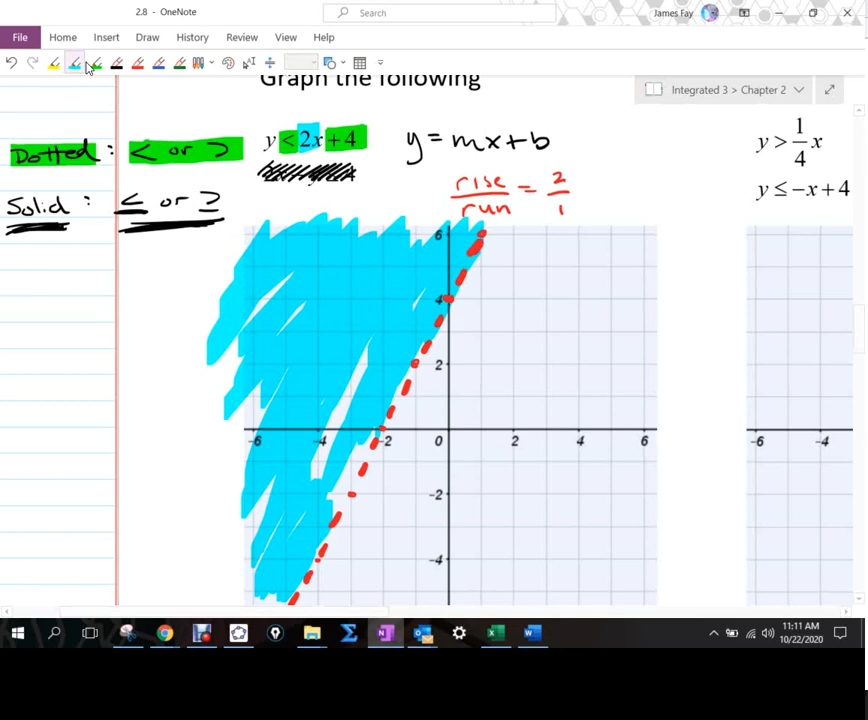 2.8 - OneNote
Search
James Fay
File Home Insert Draw History Review View Help
Graph the following
Integrated 3 > Chapter 2
Dotted : < or >
y < 2x + 4
y = mx + b
y > 1/4 x
Solid : ≤ or ≥
rise/run = 2/1
y ≤ −x + 4
6
4
2
-6 -4 -2 0 2 4 6
-2
-4
-6 -4
11:11 AM
10/22/2020